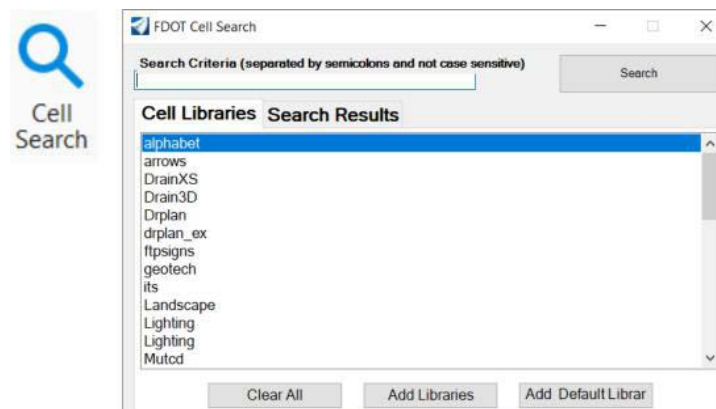 Cell
Search
FDOT Cell Search
Search Criteria (separated by semicolons and not case sensitive)
Search
Cell Libraries
Search Results
alphabet
arrows
DrainXS
Drain3D
Drplan
drplan_ex
ftpsigns
geotech
its
Landscape
Lighting
Lighting
Mutcd
Clear All
Add Libraries
Add Default Librar